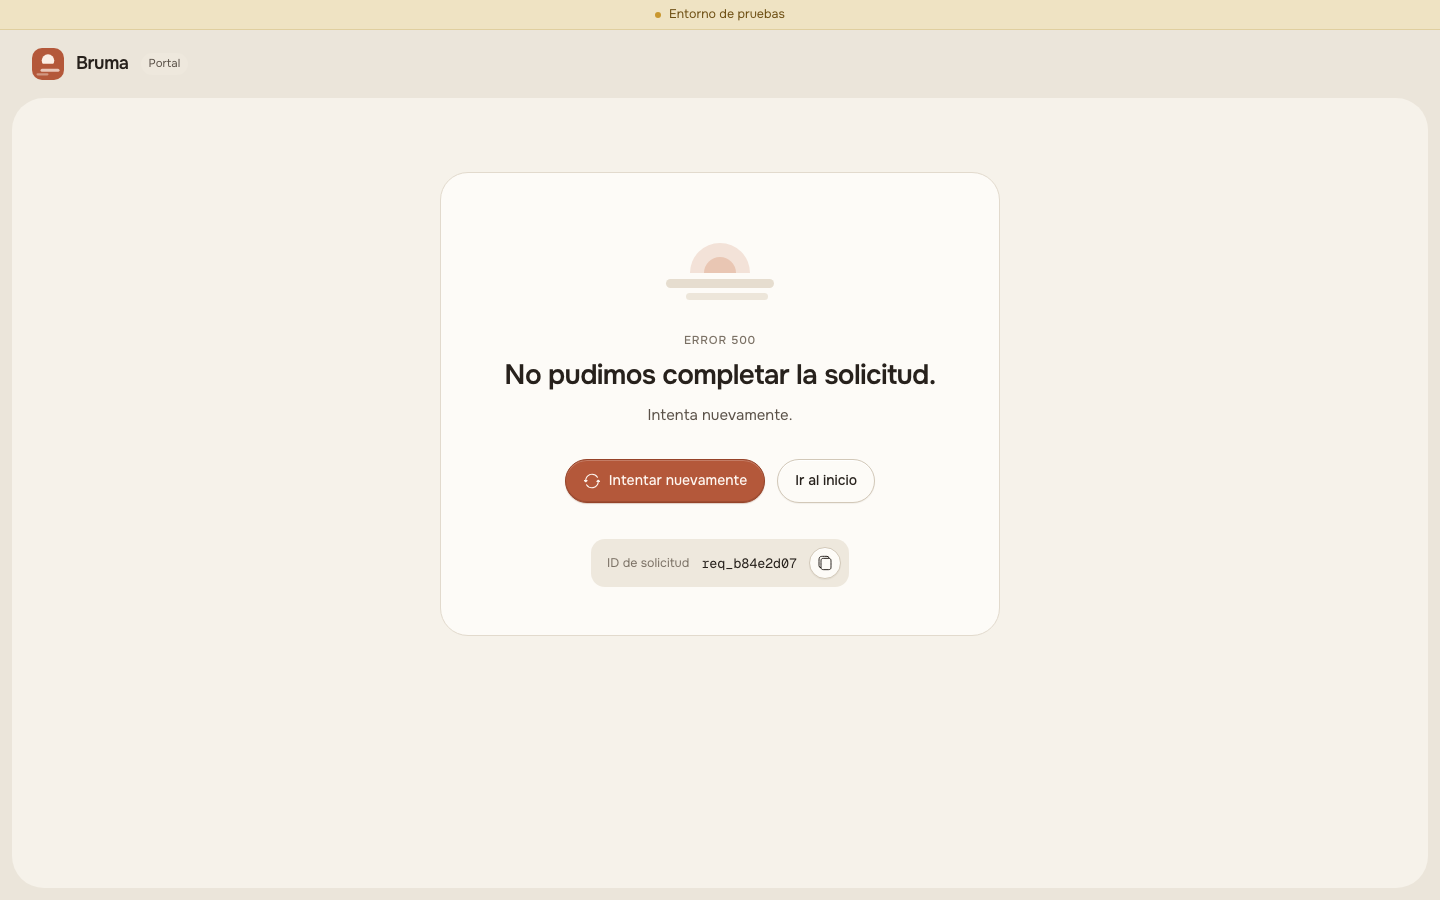 Entorno de pruebas
Bruma Portal
ERROR 500
No pudimos completar la solicitud.
Intenta nuevamente.
Intentar nuevamente Ir al inicio
ID de solicitud req_b84e2d07